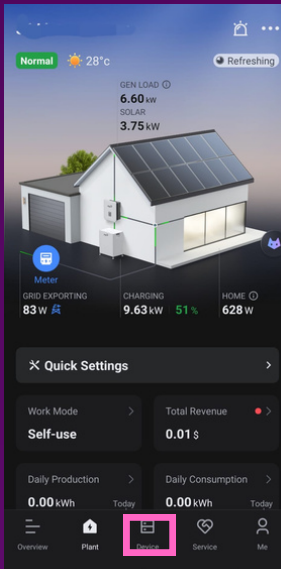 Normal 28°c Refreshing
GEN LOAD
6.60 kW
SOLAR
3.75 kW
Meter
GRID EXPORTING CHARGING HOME
83 W 9.63 kW 51% 628 W
Quick Settings
Work Mode Total Revenue
Self-use 0.01 $
Daily Production Daily Consumption
0.00 kWh Today 0.00 kWh Today
Overview Plant Device Service Me